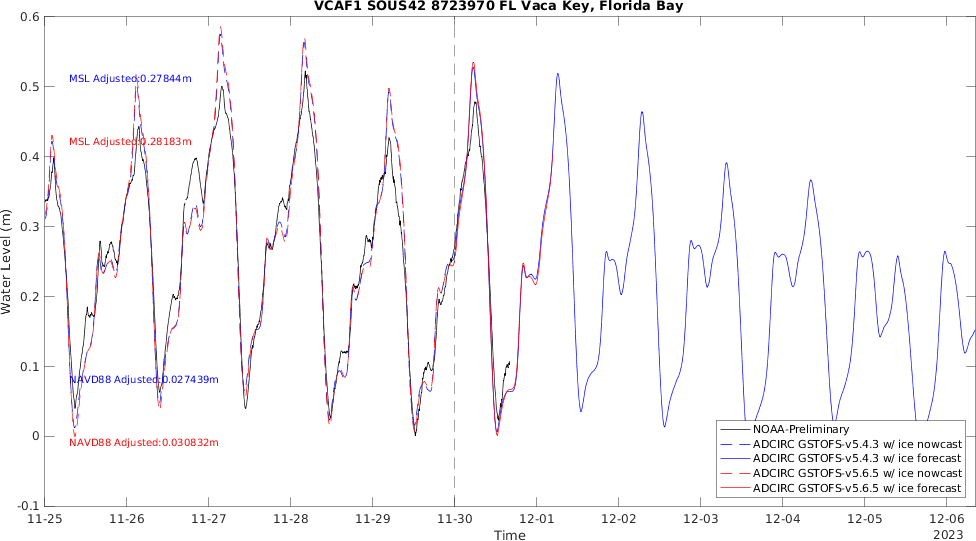 VCAF1 SOUS42 8723970 FL Vaca Key, Florida Bay
0.6
0.5
0.4
0.3
0.2
0.1
0
-0.1
Water Level (m)
MSL Adjusted:0.27844m
MSL Adjusted:0.28183m
NAVD88 Adjusted:0.027439m
NAVD88 Adjusted:0.030832m
NOAA-Preliminary
ADCIRC GSTOFS-v5.4.3 w/ ice nowcast
ADCIRC GSTOFS-v5.4.3 w/ ice forecast
ADCIRC GSTOFS-v5.6.5 w/ ice nowcast
ADCIRC GSTOFS-v5.6.5 w/ ice forecast
11-25 11-26 11-27 11-28 11-29 11-30 12-01 12-02 12-03 12-04 12-05 12-06
Time 2023